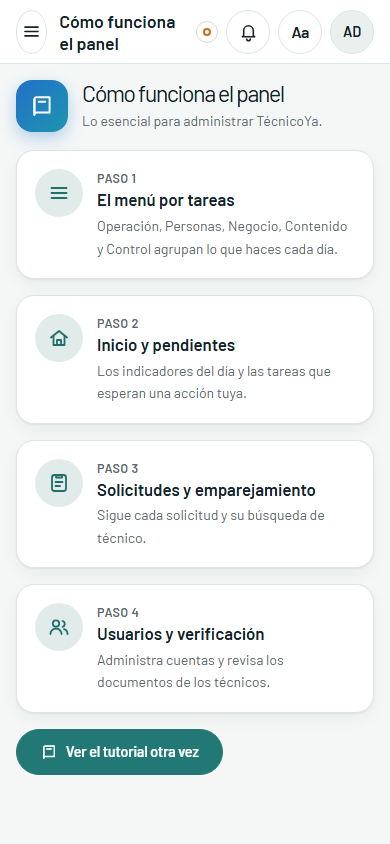 Cómo funciona
el panel
Aa
AD
Cómo funciona el panel
Lo esencial para administrar TécnicoYa.
PASO 1
El menú por tareas
Operación, Personas, Negocio, Contenido
y Control agrupan lo que haces cada día.
PASO 2
Inicio y pendientes
Los indicadores del día y las tareas que
esperan una acción tuya.
PASO 3
Solicitudes y emparejamiento
Sigue cada solicitud y su búsqueda de
técnico.
PASO 4
Usuarios y verificación
Administra cuentas y revisa los
documentos de los técnicos.
Ver el tutorial otra vez